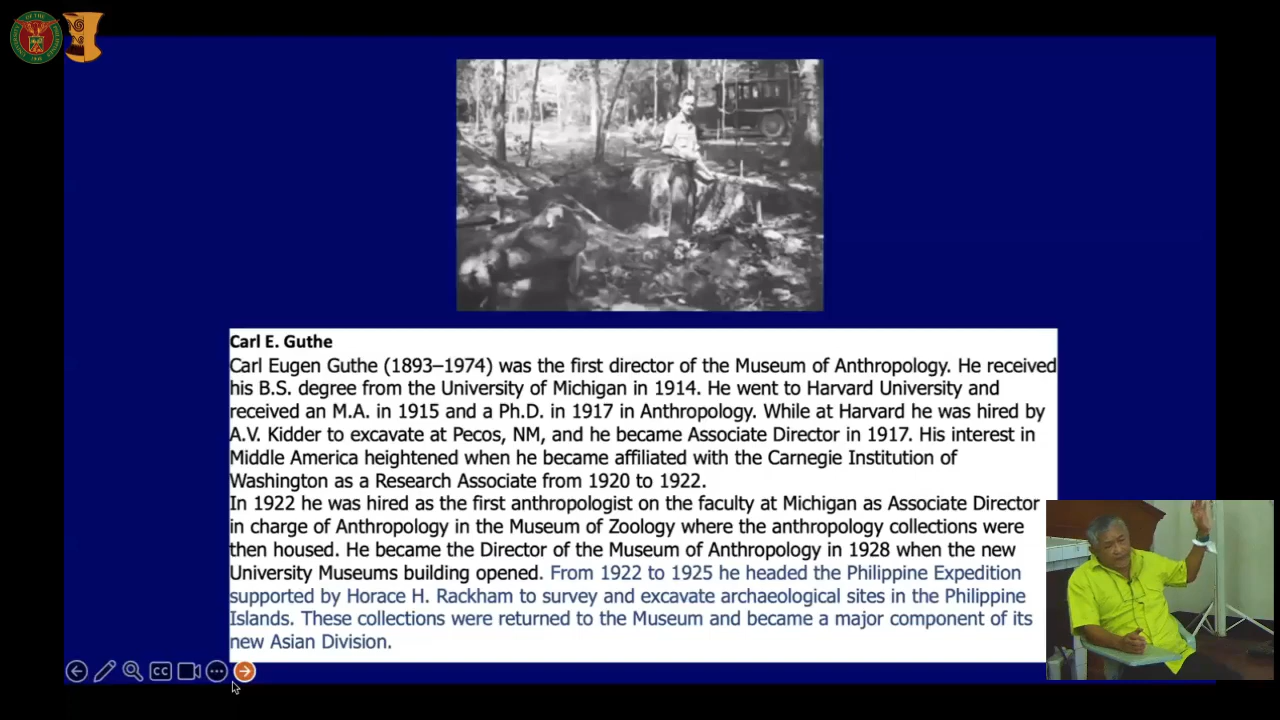 Carl E. Guthe
Carl Eugen Guthe (1893–1974) was the first director of the Museum of Anthropology. He received
his B.S. degree from the University of Michigan in 1914. He went to Harvard University and
received an M.A. in 1915 and a Ph.D. in 1917 in Anthropology. While at Harvard he was hired by
A.V. Kidder to excavate at Pecos, NM, and he became Associate Director in 1917. His interest in
Middle America heightened when he became affiliated with the Carnegie Institution of
Washington as a Research Associate from 1920 to 1922.
In 1922 he was hired as the first anthropologist on the faculty at Michigan as Associate Director
in charge of Anthropology in the Museum of Zoology where the anthropology collections were
then housed. He became the Director of the Museum of Anthropology in 1928 when the new
University Museums building opened. From 1922 to 1925 he headed the Philippine Expedition
supported by Horace H. Rackham to survey and excavate archaeological sites in the Philippine
Islands. These collections were returned to the Museum and became a major component of its
new Asian Division.
CC